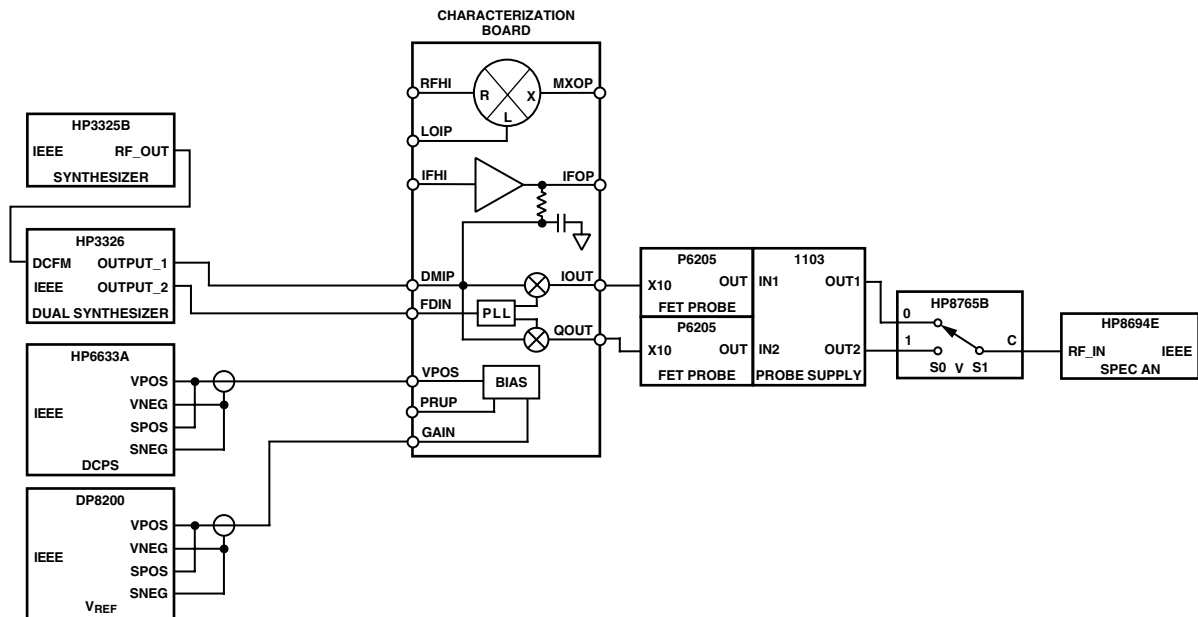 CHARACTERIZATION
BOARD
RFHI
R
X
L
MXOP
LOIP
IFHI
IFOP
DMIP
IOUT
FDIN
PLL
QOUT
VPOS
BIAS
PRUP
GAIN
HP3325B
IEEE RF_OUT
SYNTHESIZER
HP3326
DCFM OUTPUT_1
IEEE OUTPUT_2
DUAL SYNTHESIZER
HP6633A
VPOS
VNEG
IEEE
SPOS
SNEG
DCPS
DP8200
VPOS
VNEG
IEEE
SPOS
SNEG
VREF
P6205
X10 OUT
FET PROBE
P6205
X10 OUT
FET PROBE
1103
IN1 OUT1
IN2 OUT2
PROBE SUPPLY
HP8765B
0
1
C
S0 V S1
HP8694E
RF_IN IEEE
SPEC AN